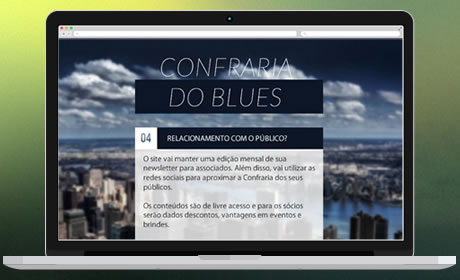 CONFRARIA
DO BLUES
04 RELACIONAMENTO COM O PÚBLICO?
O site vai manter uma edição mensal de sua
newsletter para associados. Além disso, vai utilizar as
redes sociais para aproximar a Confraria dos seus
públicos.
Os conteúdos são de livre acesso e para os sócios
serão dados descontos, vantagens em eventos e
brindes.